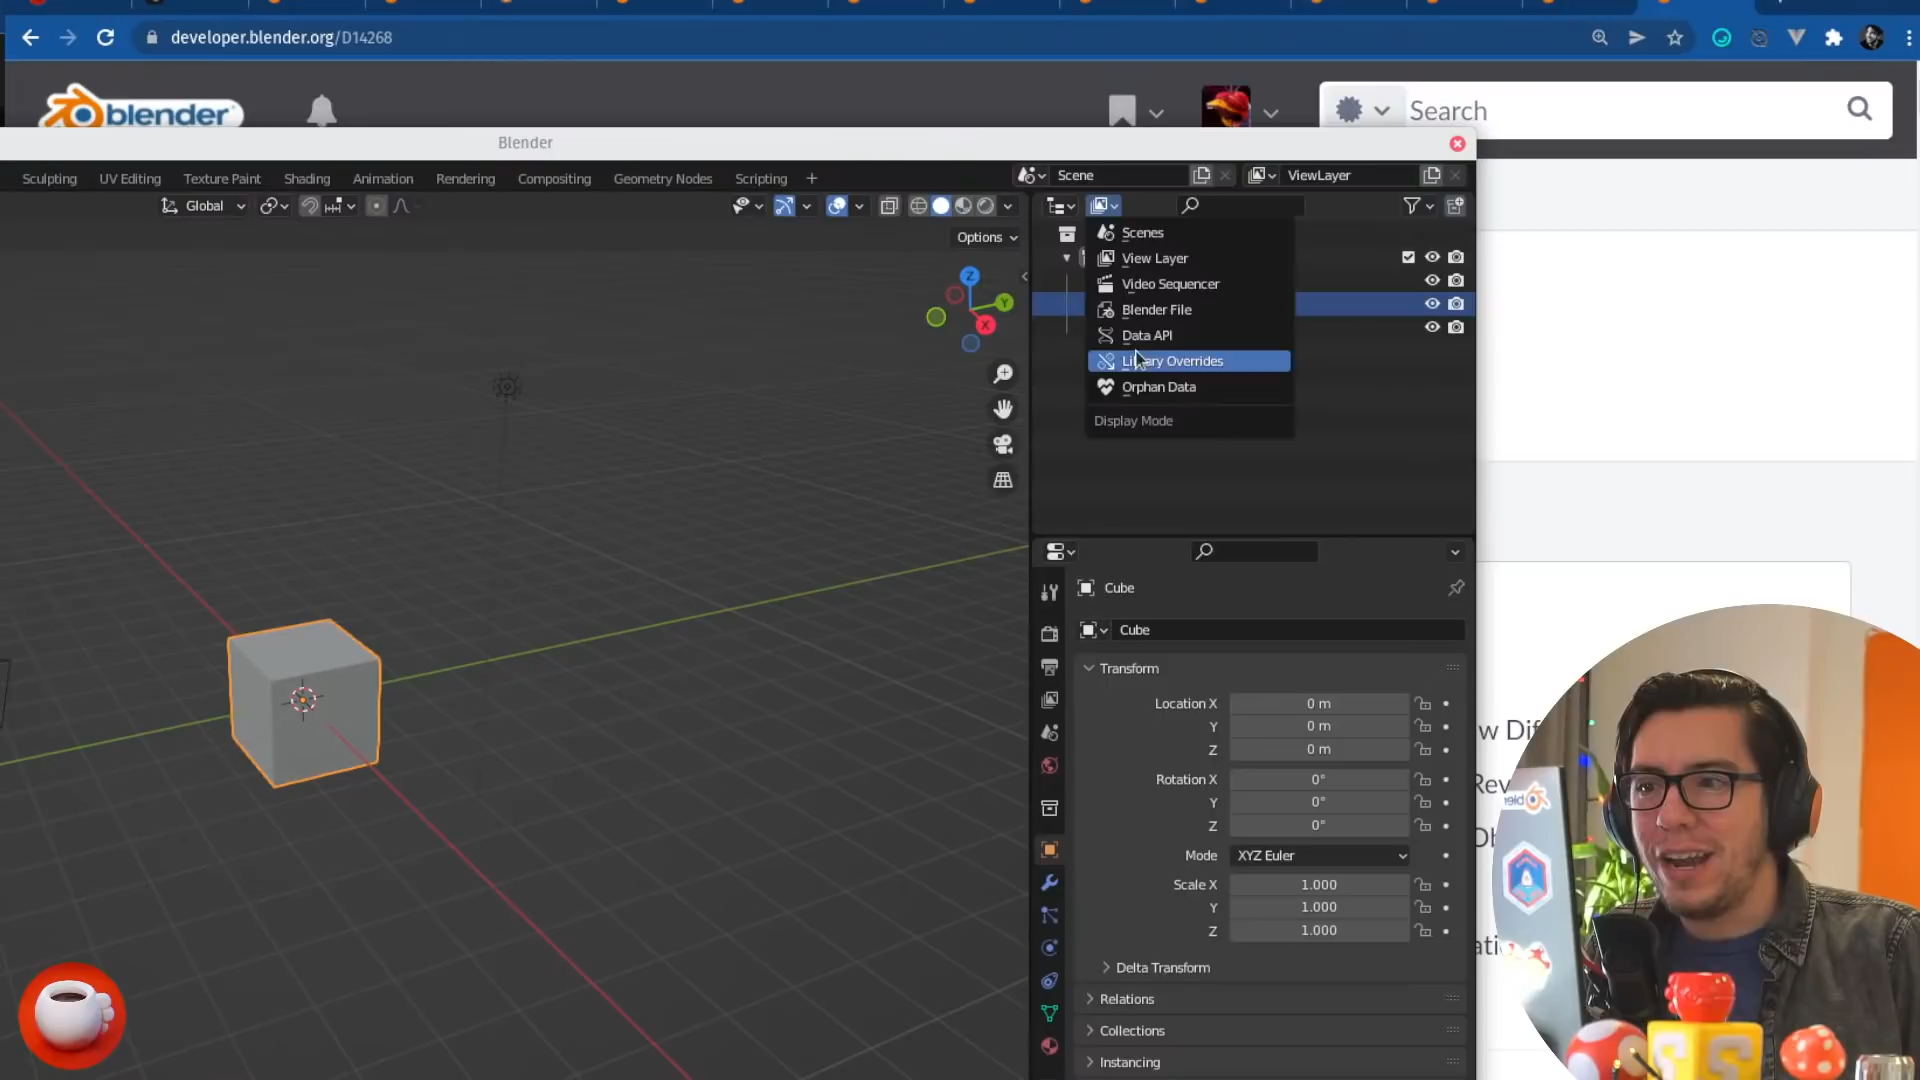 developer.blender.org/D14268
blender
Search
Blender
Sculpting UV Editing Texture Paint Shading Animation Rendering Compositing Geometry Nodes Scripting +
Scene
ViewLayer
Global
Options
Z
Y
X
Scenes
View Layer
Video Sequencer
Blender File
Data API
Library Overrides
Orphan Data
Display Mode
Cube
Cube
Transform
Location X 0 m
Y 0 m
Z 0 m
Rotation X 0°
Y 0°
Z 0°
Mode XYZ Euler
Scale X 1.000
Y 1.000
Z 1.000
Delta Transform
Relations
Collections
Instancing
S S